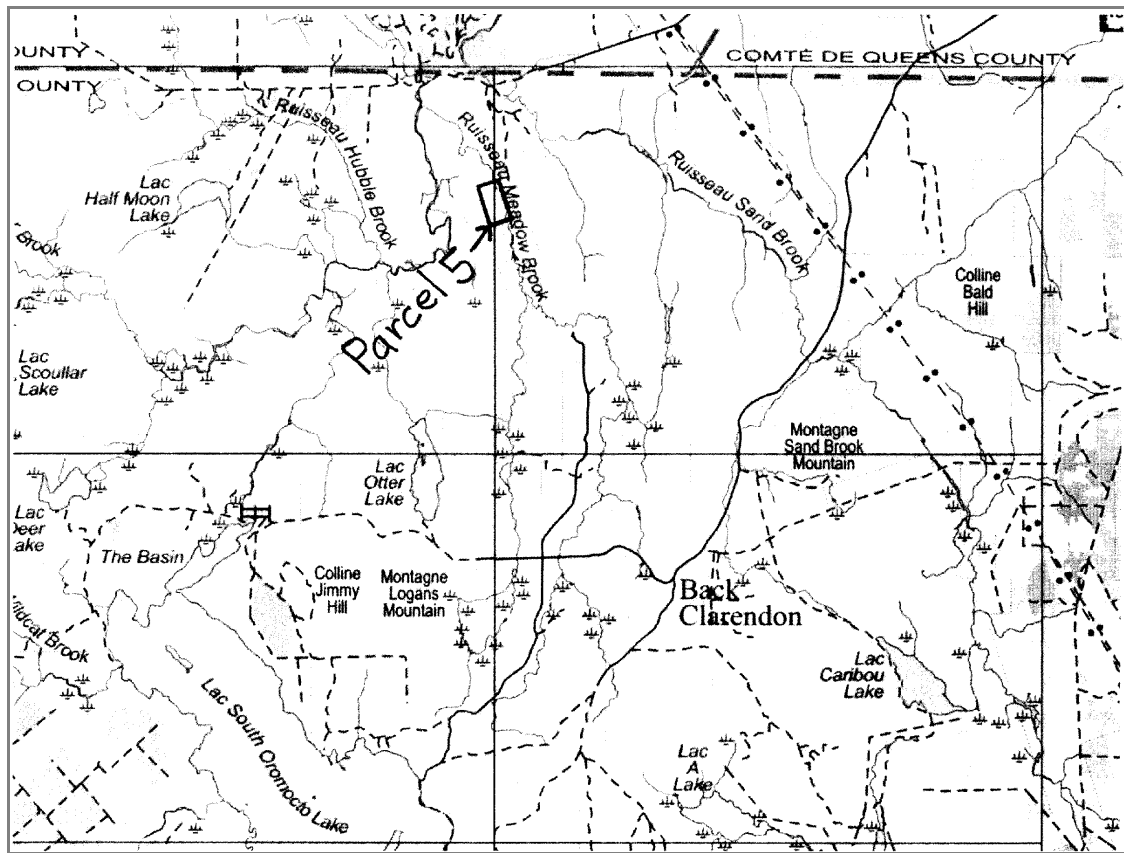 OUNTY
COMTÉ DE QUEENS COUNTY
OUNTY
Ruisseau Hubble Brook
Ruisseau Meadow Brook
Ruisseau Sand Brook
Lac
Half Moon
Lake
Brook
Parcel 5
Colline
Bald
Hill
Lac
Scoullar
Lake
Montagne
Sand Brook
Mountain
Lac
Otter
Lake
Lac
Deer
Lake
The Basin
Colline
Jimmy
Hill
Montagne
Logans
Mountain
Back
Clarendon
Wildcat Brook
Lac
Caribou
Lake
Lac South Oromocto Lake
Lac
A
Lake